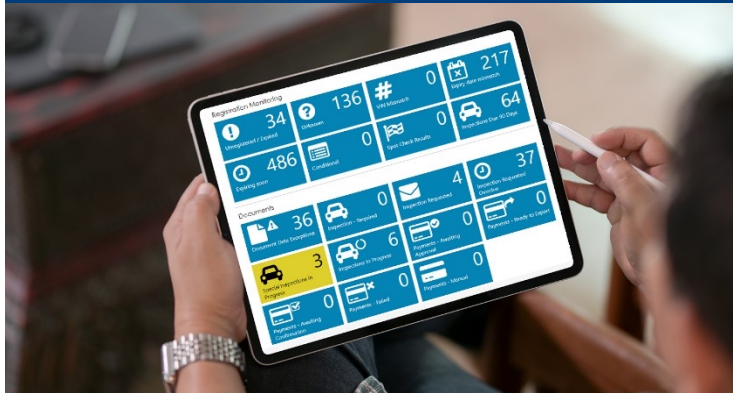 Registration Monitoring
34
Unregistered / Expired
136
Unknown
0
VIN Mismatch
217
Expiry date mismatch
486
Expiring soon
0
Conditional
0
Spot Check Results
64
Inspections Due 90 Days
Documents
36
Document Date Exceptions
0
Inspection - Required
4
Inspection Requested
37
Inspection Requested
Overdue
3
Special Inspections In
Progress
6
Inspections In Progress
0
Payments - Awaiting
Approval
0
Payments - Ready to Export
0
Payments - Awaiting
Confirmation
0
Payments - Failed
0
Payments - Manual